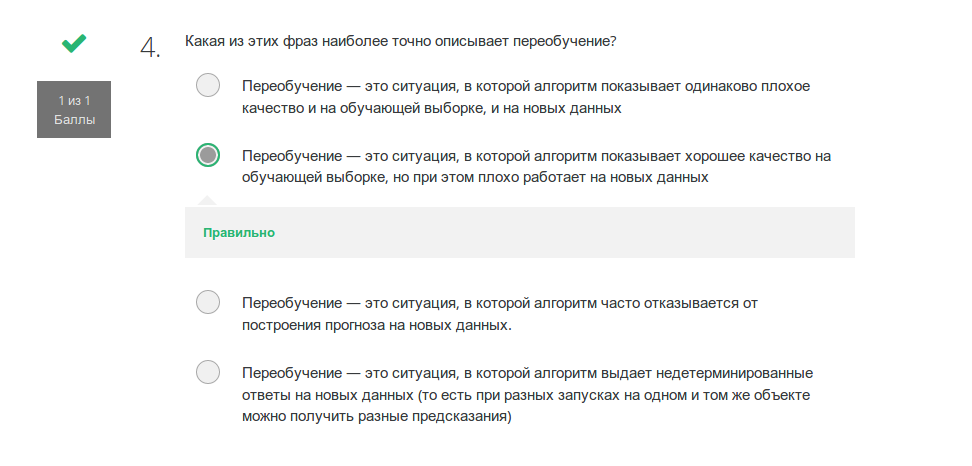 4. Какая из этих фраз наиболее точно описывает переобучение?
1 из 1
Баллы
Переобучение — это ситуация, в которой алгоритм показывает одинаково плохое
качество и на обучающей выборке, и на новых данных
Переобучение — это ситуация, в которой алгоритм показывает хорошее качество на
обучающей выборке, но при этом плохо работает на новых данных
Правильно
Переобучение — это ситуация, в которой алгоритм часто отказывается от
построения прогноза на новых данных.
Переобучение — это ситуация, в которой алгоритм выдает недетерминированные
ответы на новых данных (то есть при разных запусках на одном и том же объекте
можно получить разные предсказания)